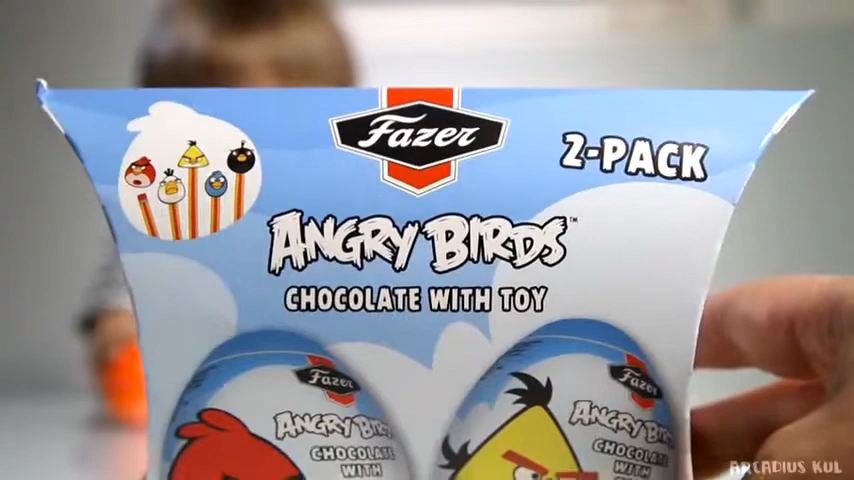 Fazer
2-PACK
ANGRY BIRDS™
CHOCOLATE WITH TOY
Fazer
ANGRY BIRDS
CHOCOLATE
WITH
Fazer
ANGRY BIRDS
CHOCOLATE
WITH
ARCADIUS KUL